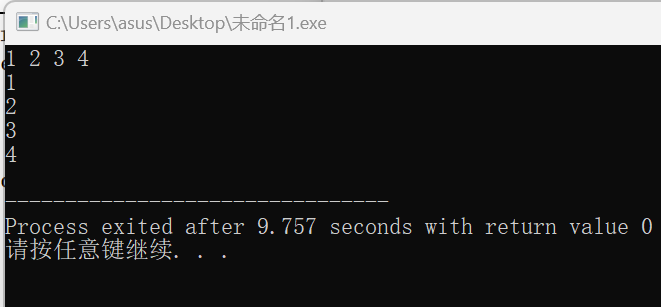 C:\Users\asus\Desktop\未命名1.exe
1 2 3 4
1
2
3
4
--------------------------------
Process exited after 9.757 seconds with return value 0
请按任意键继续. . .